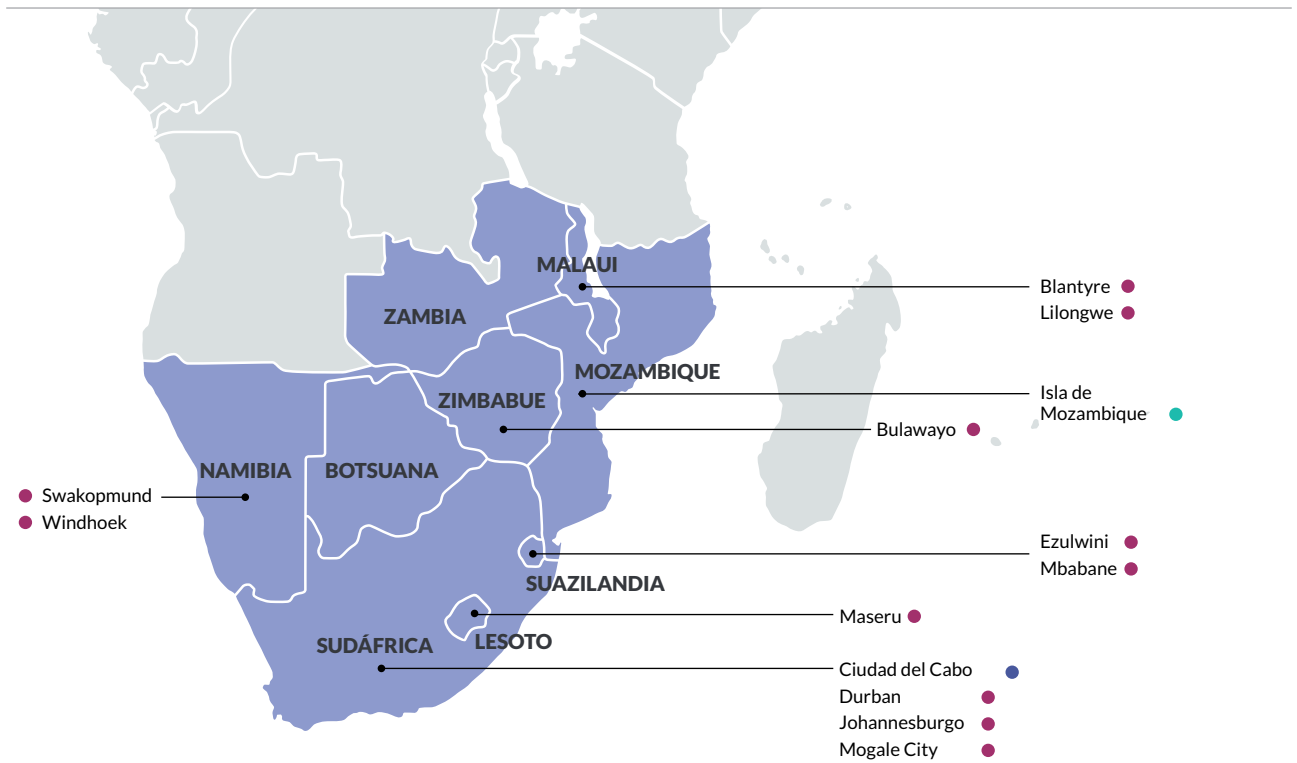 MALAUI
ZAMBIA
Blantyre
Lilongwe
MOZAMBIQUE
ZIMBABUE
Isla de
Mozambique
Bulawayo
NAMIBIA
BOTSUANA
Swakopmund
Windhoek
Ezulwini
Mbabane
SUAZILANDIA
Maseru
SUDÁFRICA
LESOTO
Ciudad del Cabo
Durban
Johannesburgo
Mogale City